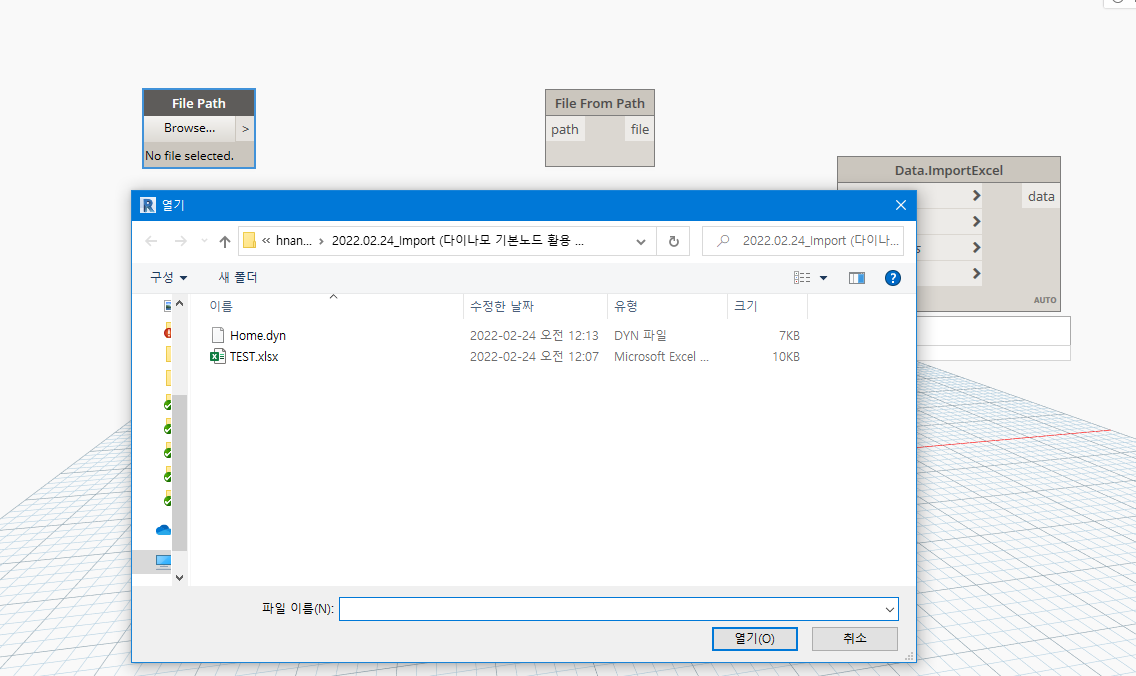 File Path
Browse...
>
No file selected.
File From Path
path
file
Data.ImportExcel
data
AUTO
열기
hnan...
2022.02.24_Import (다이나모 기본노드 활용 ...
2022.02.24_Import (다이나...
구성
새 폴더
이름
수정한 날짜
유형
크기
Home.dyn
2022-02-24 오전 12:13
DYN 파일
7KB
TEST.xlsx
2022-02-24 오전 12:07
Microsoft Excel ...
10KB
파일 이름(N):
열기(O)
취소